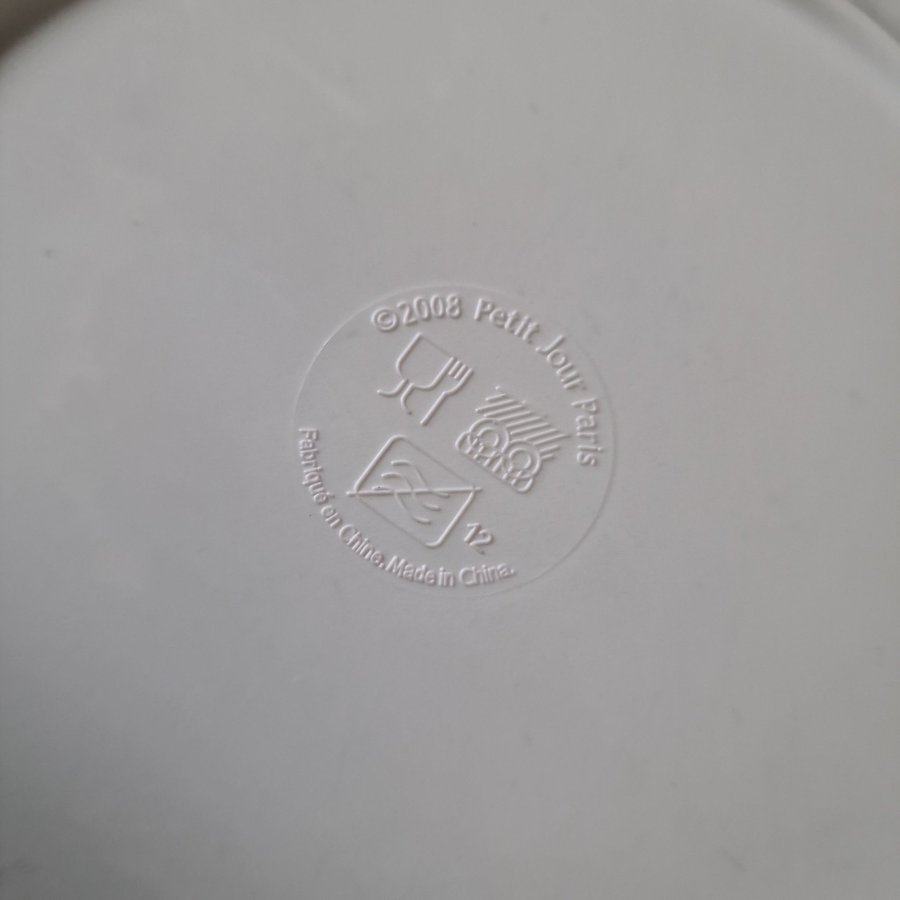 ©2008 Petit Jour Paris
12
Fabriqué en Chine. Made in China.